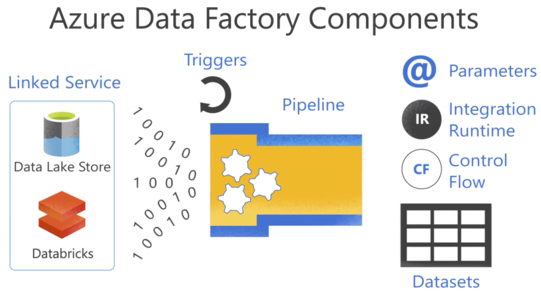 Azure Data Factory Components
Linked Service
Data Lake Store
Databricks
Triggers
Pipeline
1 0 0 1 0
1 0 0 1 0
1 0 0 1
1 0 0 1 0
1 0 0 1 0
@ Parameters
IR Integration
Runtime
CF Control
Flow
Datasets